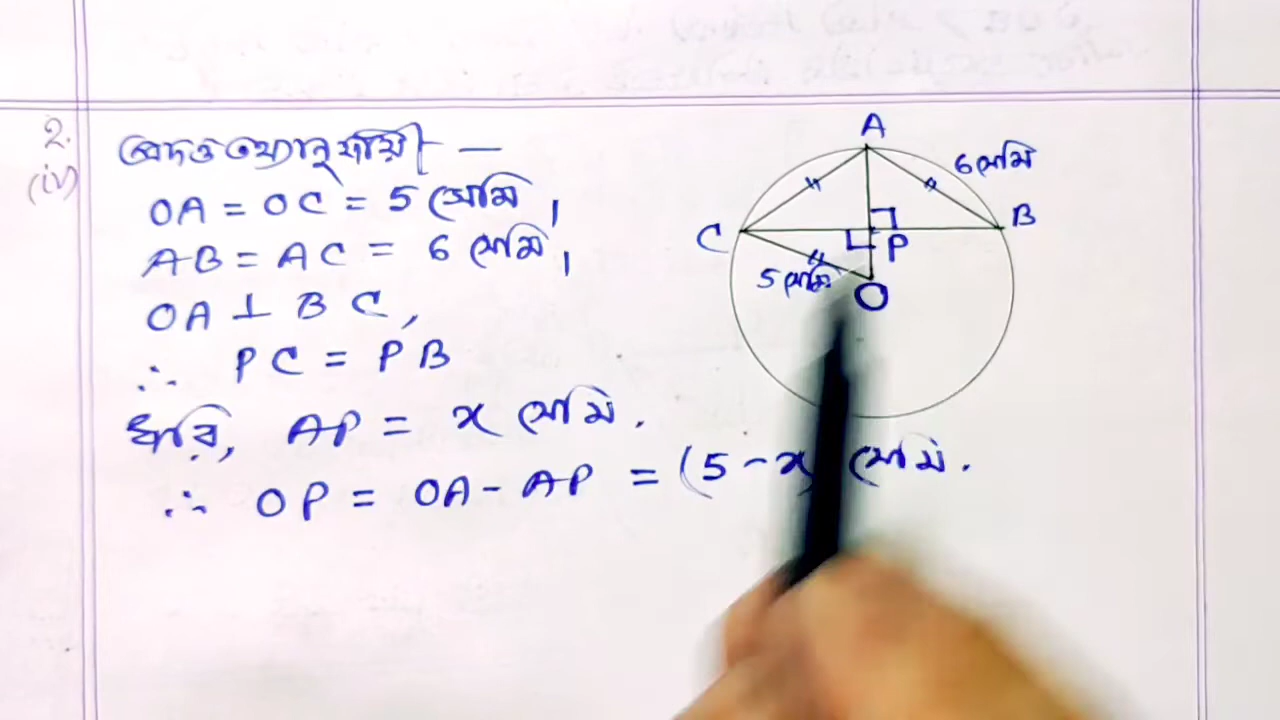 2.
(iv)
প্রদত্ত তথ্যানুযায়ী —
OA = OC = 5 সেমি,
AB = AC = 6 সেমি,
OA ⊥ BC,
∴ PC = PB
ধরি, AP = x সেমি.
∴ OP = OA - AP = (5 - x) সেমি.
A
6 সেমি
B
C
P
5 সেমি
O